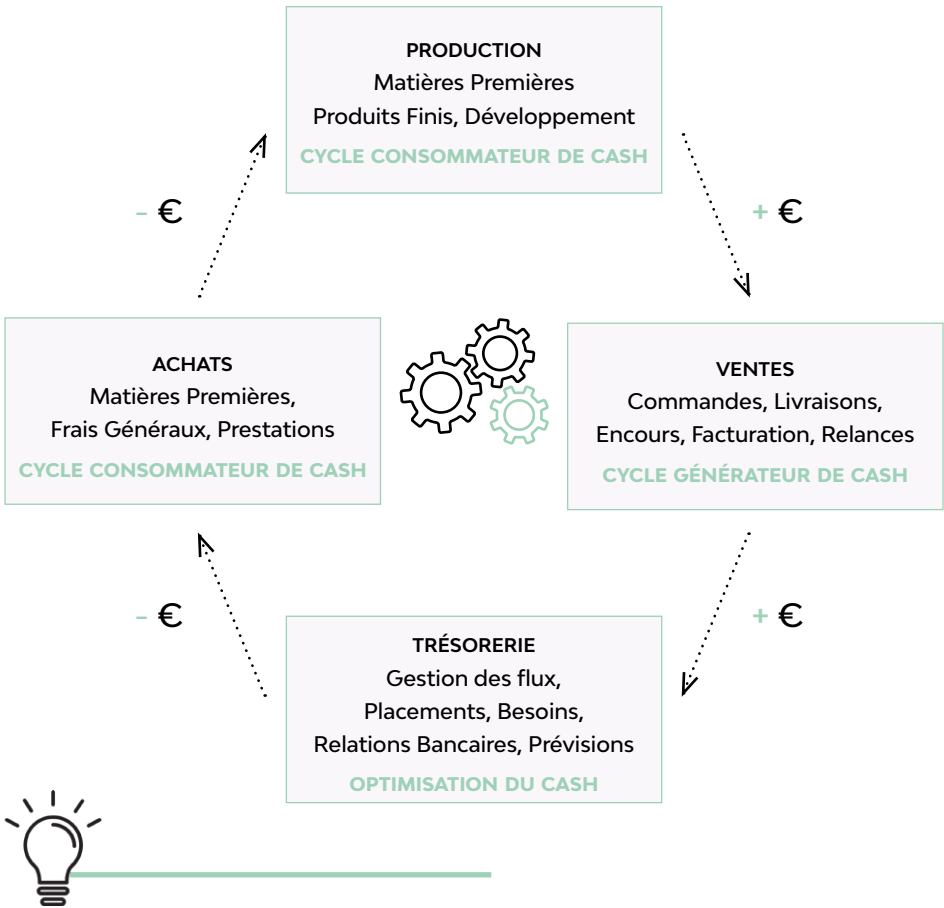 PRODUCTION
Matières Premières
Produits Finis, Développement
CYCLE CONSOMMATEUR DE CASH
- €
+ €
ACHATS
Matières Premières,
Frais Généraux, Prestations
CYCLE CONSOMMATEUR DE CASH
VENTES
Commandes, Livraisons,
Encours, Facturation, Relances
CYCLE GÉNÉRATEUR DE CASH
- €
+ €
TRÉSORERIE
Gestion des flux,
Placements, Besoins,
Relations Bancaires, Prévisions
OPTIMISATION DU CASH